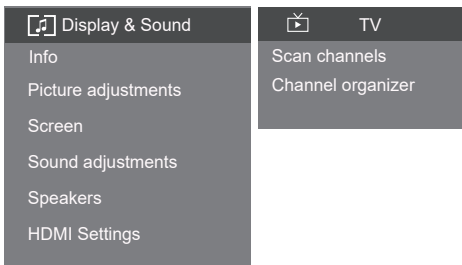 Display & Sound
Info
Picture adjustments
Screen
Sound adjustments
Speakers
HDMI Settings
TV
Scan channels
Channel organizer